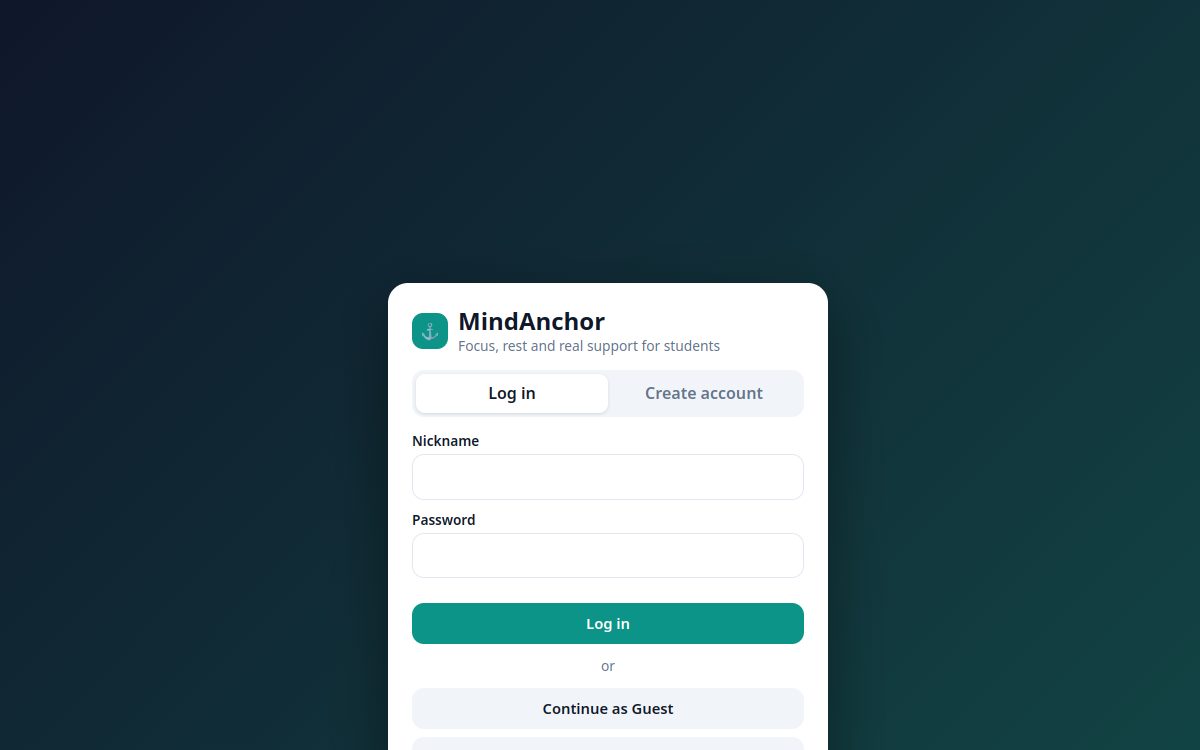 MindAnchor
Focus, rest and real support for students
Log in
Create account
Nickname
Password
Log in
or
Continue as Guest